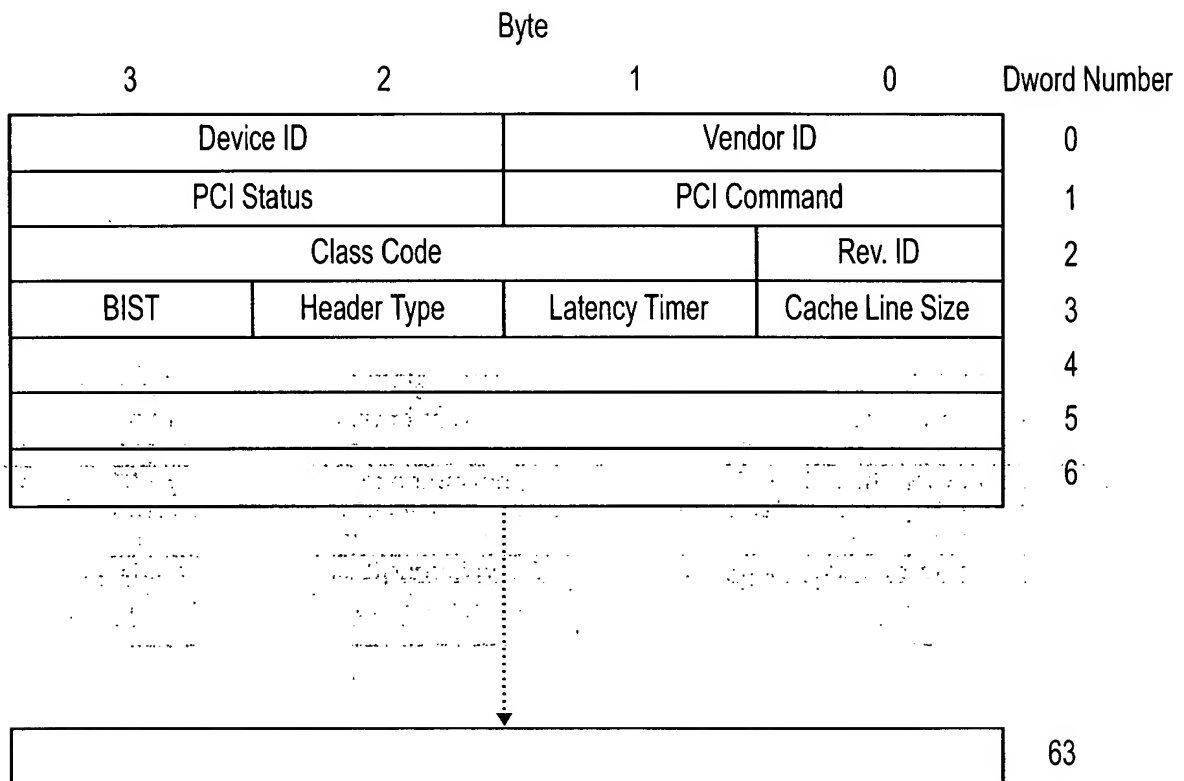 Byte
3 2 1 0 Dword Number
Device ID Vendor ID 0
PCI Status PCI Command 1
Class Code Rev. ID 2
BIST Header Type Latency Timer Cache Line Size 3
4
5
6
63